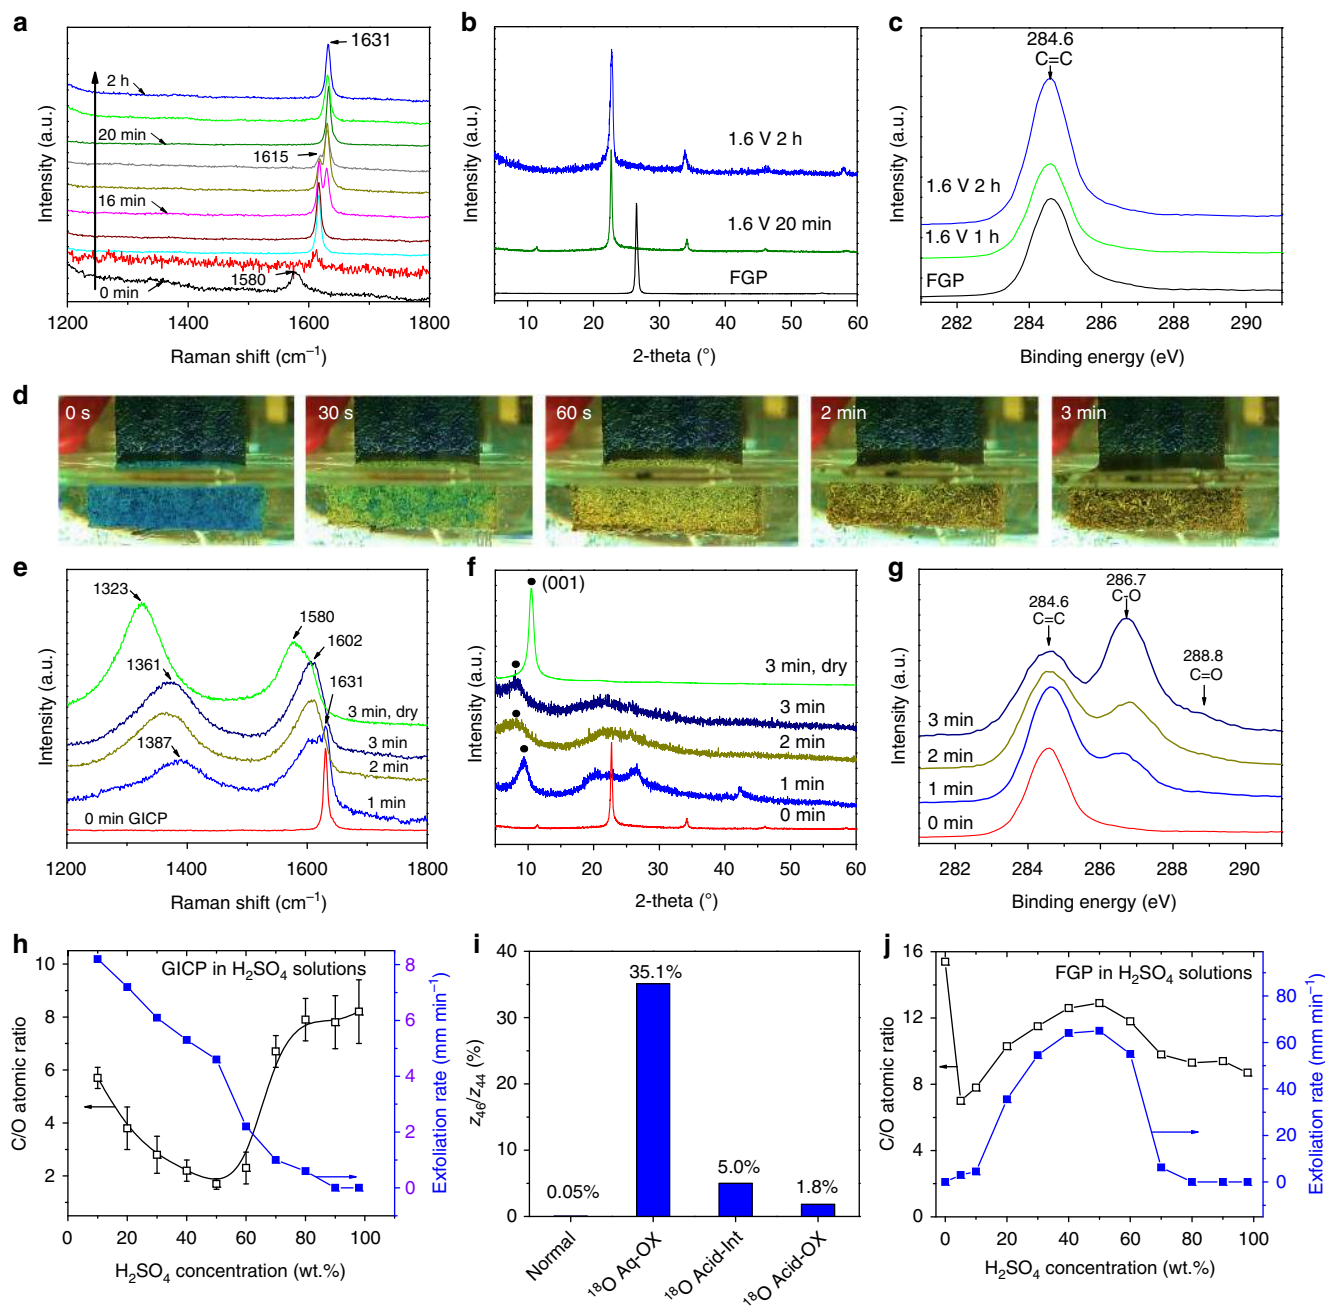 a
1631
2 h
20 min
1615
16 min
1580
0 min
1200 1400 1600 1800
Raman shift (cm⁻¹)
Intensity (a.u.)
b
1.6 V 2 h
1.6 V 20 min
FGP
10 20 30 40 50 60
2-theta (°)
Intensity (a.u.)
c
284.6
C=C
1.6 V 2 h
1.6 V 1 h
FGP
282 284 286 288 290
Binding energy (eV)
Intensity (a.u.)
d
0 s
30 s
60 s
2 min
3 min
e
1323
1580
1602
1361
1631
3 min, dry
1387
3 min
2 min
1 min
0 min GICP
1200 1400 1600 1800
Raman shift (cm⁻¹)
Intensity (a.u.)
f
(001)
3 min, dry
3 min
2 min
1 min
0 min
10 20 30 40 50 60
2-theta (°)
Intensity (a.u.)
g
286.7
C-O
284.6
C=C
288.8
C=O
3 min
2 min
1 min
0 min
282 284 286 288 290
Binding energy (eV)
Intensity (a.u.)
h
GICP in H₂SO₄ solutions
10
8
6
4
2
8
6
4
2
0
0 20 40 60 80 100
H₂SO₄ concentration (wt.%)
C/O atomic ratio
Exfoliation rate (mm min⁻¹)
i
40
30
20
10
0
35.1%
0.05%
5.0%
1.8%
Normal
¹⁸O Aq-OX
¹⁸O Acid-Int
¹⁸O Acid-OX
z₄₆/z₄₄ (%)
j
FGP in H₂SO₄ solutions
16
12
8
4
0
80
60
40
20
0
0 20 40 60 80 100
H₂SO₄ concentration (wt.%)
C/O atomic ratio
Exfoliation rate (mm min⁻¹)